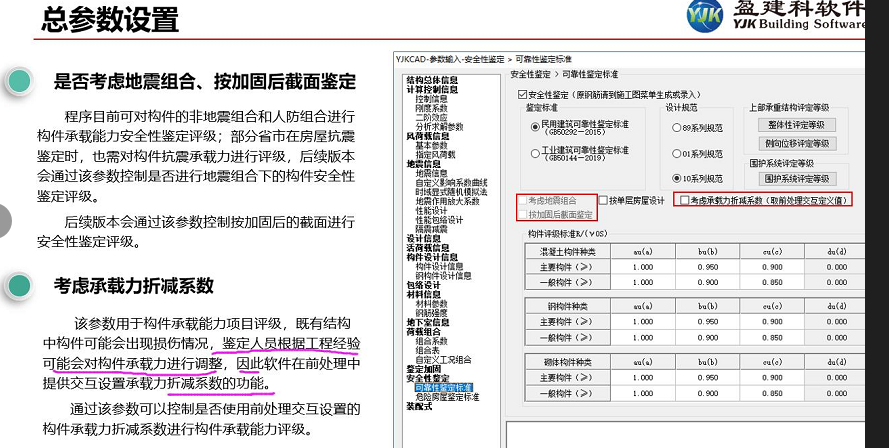 总参数设置
YJK
盈建科软件
YJK Building Software
是否考虑地震组合、按加固后截面鉴定
程序目前可对构件的非地震组合和人防组合进行
构件承载能力安全性鉴定评级；部分省市在房屋抗震
鉴定时，也需对构件抗震承载力进行评级，后续版本
会通过该参数控制是否进行地震组合下的构件安全性
鉴定评级。
后续版本会通过该参数控制按加固后的截面进行
安全性鉴定评级。
考虑承载力折减系数
该参数用于构件承载能力项目评级，既有结构
中构件可能会出现损伤情况，鉴定人员根据工程经验
可能会对构件承载力进行调整，因此软件在前处理中
提供交互设置承载力折减系数的功能。
通过该参数可以控制是否使用前处理交互设置的
构件承载力折减系数进行构件承载能力评级。
YJKCAD-参数输入-安全性鉴定 > 可靠性鉴定标准
结构总体信息
计算控制信息
控制信息
刚度系数
二阶效应
分析求解参数
风荷载信息
基本参数
指定风荷载
地震信息
地震信息
自定义影响系数曲线
时域显式随机模拟法
地震作用放大系数
性能设计
性能包络设计
隔震减震
设计信息
活荷载信息
构件设计信息
构件设计信息
钢构件设计信息
包络设计
材料信息
材料参数
钢筋强度
地下室信息
荷载组合
组合系数
组合表
自定义工况组合
鉴定加固
安全性鉴定
可靠性鉴定标准
危险房屋鉴定标准
装配式
安全性鉴定 > 可靠性鉴定标准
安全性鉴定（原钢筋请到施工图菜单生成或录入）
鉴定标准
民用建筑可靠性鉴定标准
(GB50292-2015)
工业建筑可靠性鉴定标准
(GB50144-2019)
设计规范
89系列规范
01系列规范
10系列规范
上部承重结构评定等级
整体性评定等级
侧向位移评定等级
围护系统评定等级
围护系统评定等级
考虑地震组合
按加固后截面鉴定
按单层房屋设计
考虑承载力折减系数（取前处理交互定义值）
构件评级标准R/(γ0S)
混凝土构件种类 au(a) bu(b) cu(c) du(d)
主要构件（≥） 1.000 0.950 0.900 0.000
一般构件（≥） 1.000 0.900 0.850 0.000
钢构件种类 au(a) bu(b) cu(c) du(d)
主要构件（≥） 1.000 0.950 0.900 0.000
一般构件（≥） 1.000 0.900 0.850 0.000
砌体构件种类 au(a) bu(b) cu(c) du(d)
主要构件（≥） 1.000 0.950 0.900 0.000
一般构件（≥） 1.000 0.900 0.850 0.000